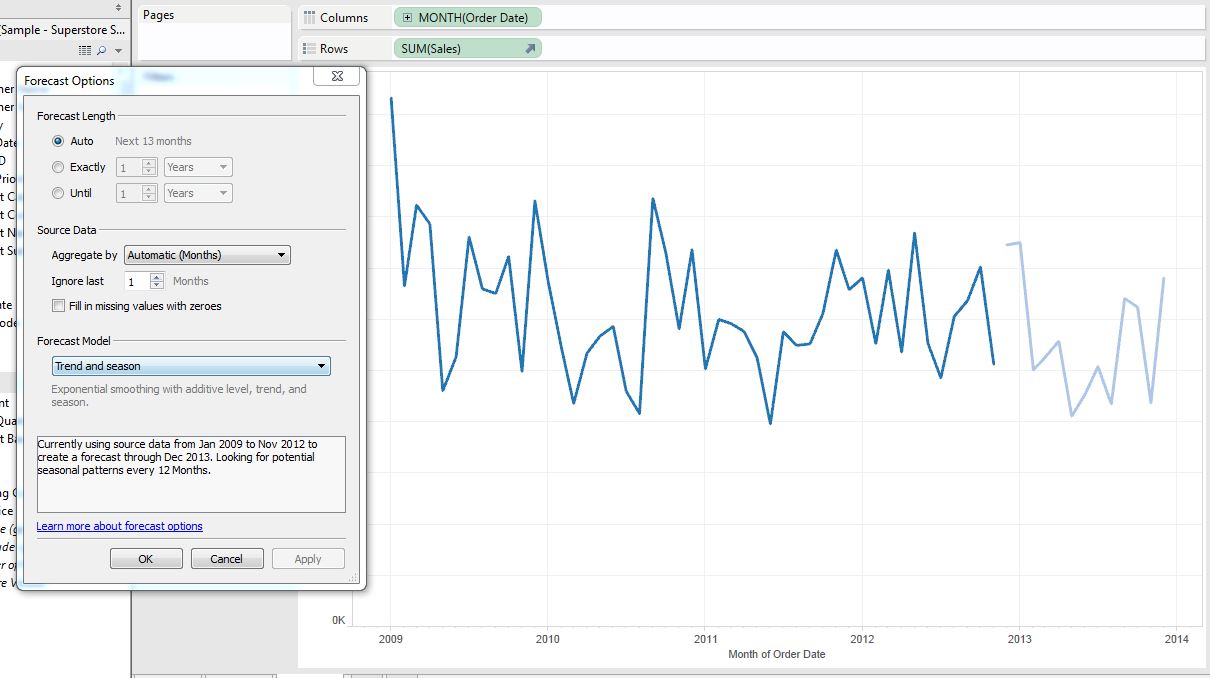 (Sample - Superstore S...
Pages
Columns
MONTH(Order Date)
Rows
SUM(Sales)
Forecast Options
Forecast Length
Auto Next 13 months
Exactly 1 Years
Until 1 Years
Source Data
Aggregate by Automatic (Months)
Ignore last 1 Months
Fill in missing values with zeroes
Forecast Model
Trend and season
Exponential smoothing with additive level, trend, and
season.
Currently using source data from Jan 2009 to Nov 2012 to
create a forecast through Dec 2013. Looking for potential
seasonal patterns every 12 Months.
Learn more about forecast options
OK Cancel Apply
0K
2009 2010 2011 2012 2013 2014
Month of Order Date